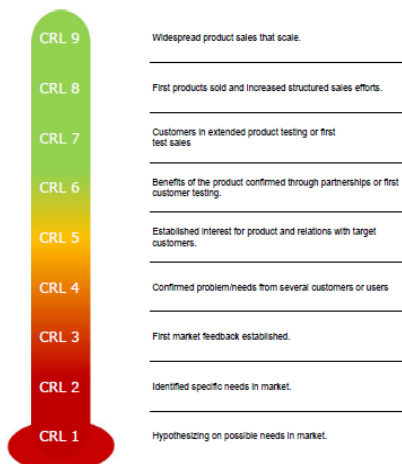 CRL 9
Widespread product sales that scale.
CRL 8
First products sold and increased structured sales efforts.
CRL 7
Customers in extended product testing or first
test sales
CRL 6
Benefits of the product confirmed through partnerships or first
customer testing.
CRL 5
Established interest for product and relations with target
customers.
CRL 4
Confirmed problem/needs from several customers or users
CRL 3
First market feedback established.
CRL 2
Identified specific needs in market.
CRL 1
Hypothesizing on possible needs in market.